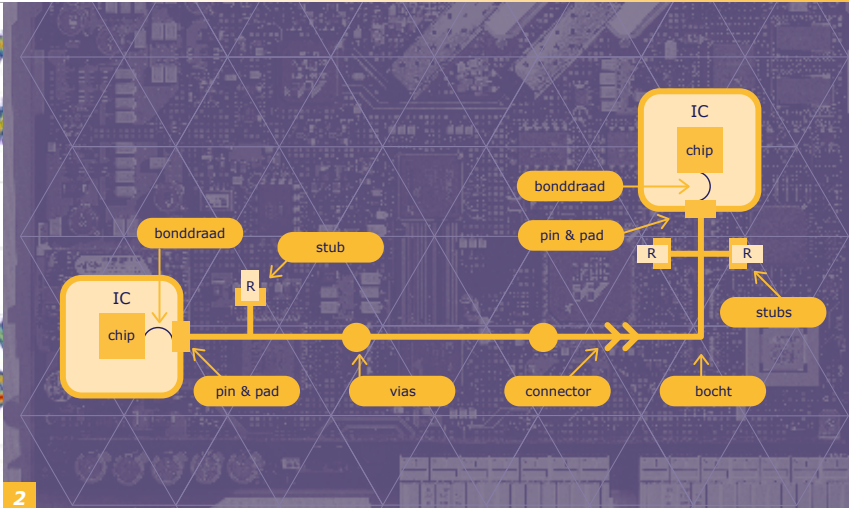 IC
chip
bonddraad
pin & pad
R
R
stubs
bonddraad
stub
R
IC
chip
pin & pad
vias
connector
bocht
2